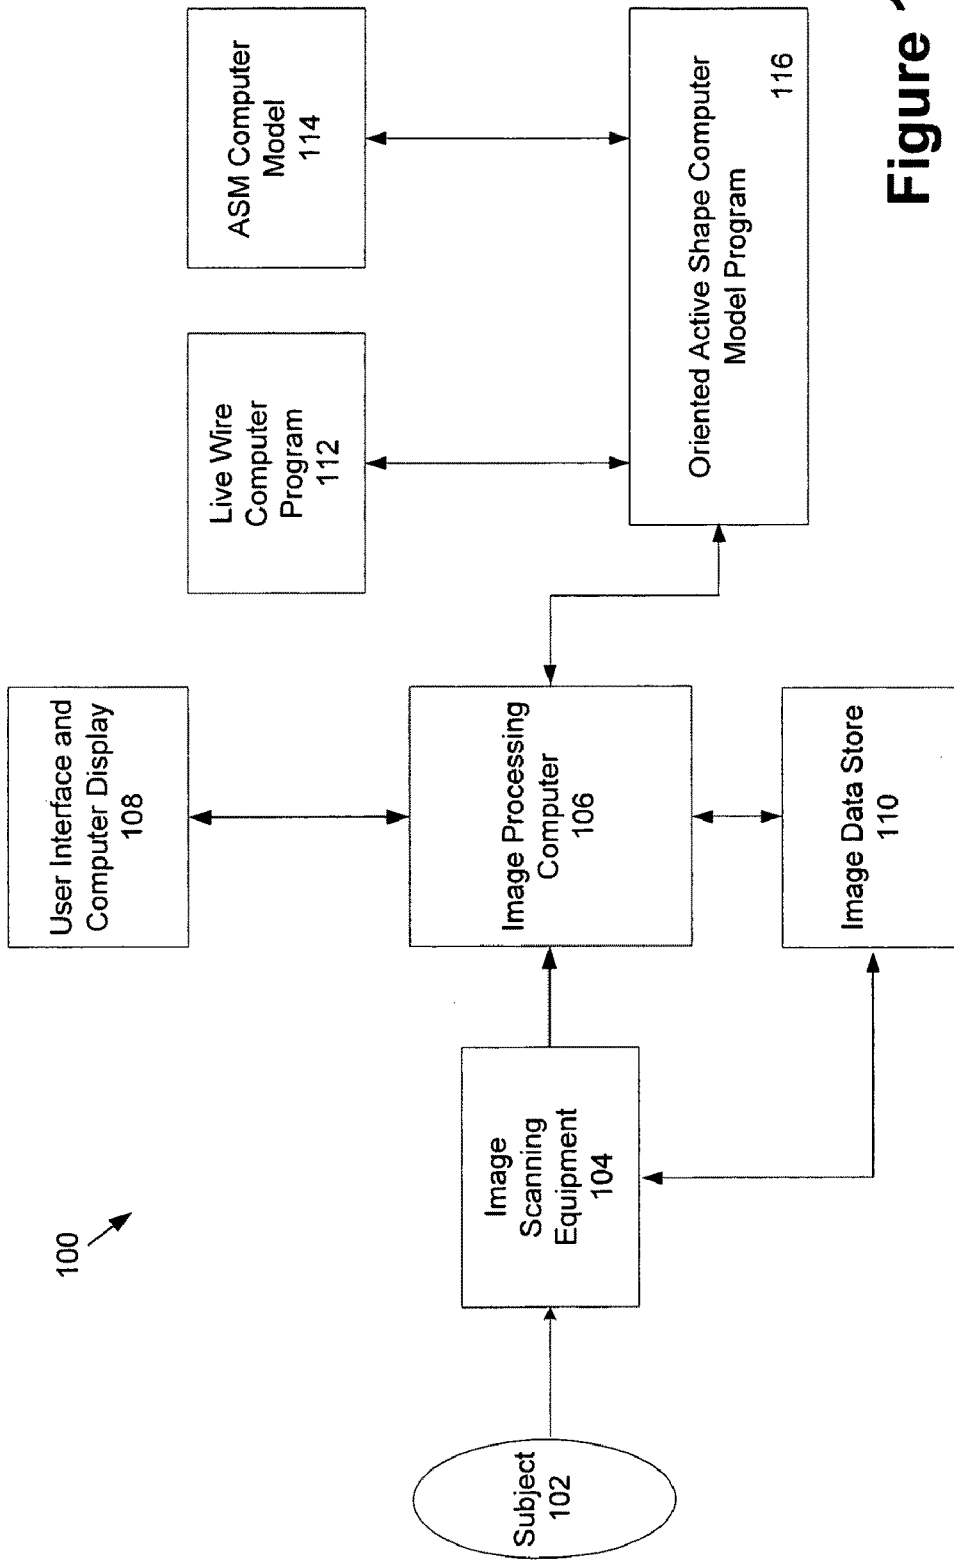 100
Subject
102
Image
Scanning
Equipment
104
User Interface and
Computer Display
108
Image Processing
Computer
106
Image Data Store
110
Live Wire
Computer
Program
112
ASM Computer
Model
114
Oriented Active Shape Computer
Model Program
116
Figure 1